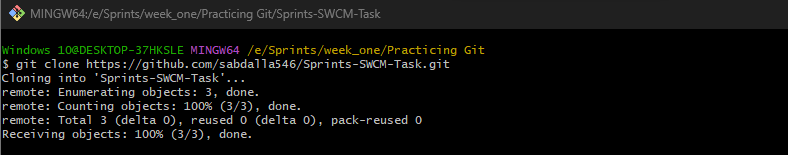 MINGW64:/e/Sprints/week_one/Practicing Git/Sprints-SWCM-Task
Windows 10@DESKTOP-37HKSLE MINGW64 /e/Sprints/week_one/Practicing Git
$ git clone https://github.com/sabdalla546/Sprints-SWCM-Task.git
Cloning into 'Sprints-SWCM-Task'...
remote: Enumerating objects: 3, done.
remote: Counting objects: 100% (3/3), done.
remote: Total 3 (delta 0), reused 0 (delta 0), pack-reused 0
Receiving objects: 100% (3/3), done.